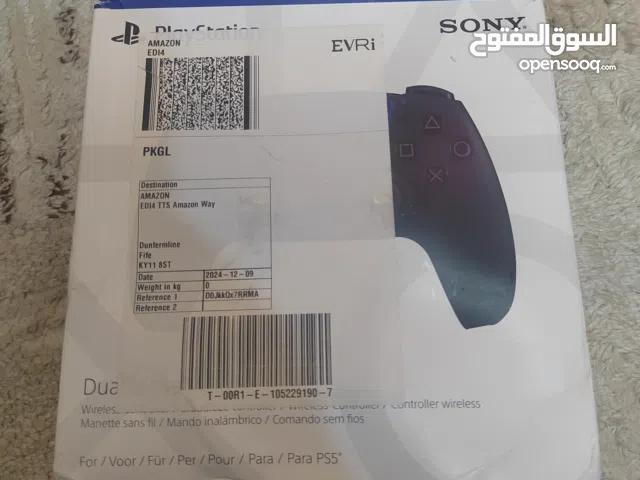 PlayStation
SONY
السوق المفتوح
opensooq.com
AMAZON
EDI4
EVRi
PKGL
Destination
AMAZON
EDI4 TTS Amazon Way
Dunfermline
Fife
KY11 8ST
Date 2024-12-09
Weight in kg 0
Reference 1 DDJkkQx7RRMA
Reference 2
T-00R1-E-105229190-7
Dua
Wireless Controller / Wireless Controller / Controller wireless
Manette sans fil / Mando inalámbrico / Comando sem fios
For / Voor / Für / Per / Pour / Para / Para PS5